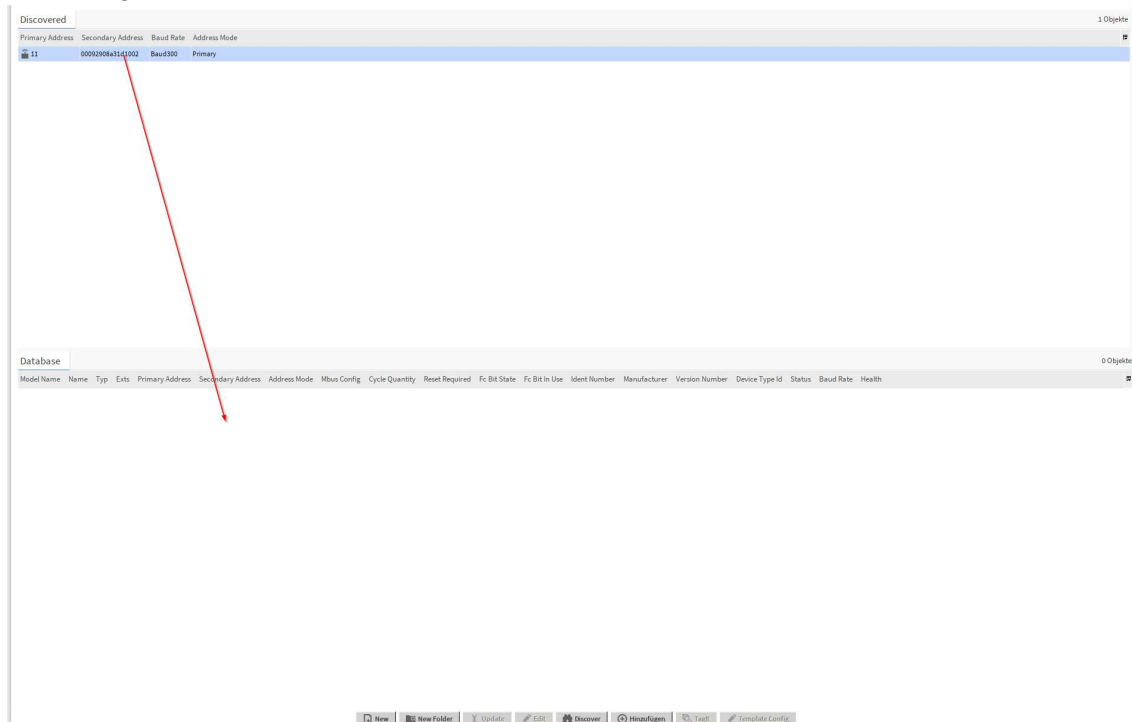 Discovered 1 Objekte
Primary Address Secondary Address Baud Rate Address Mode
11 00092908a31d1002 Baud300 Primary
Database 0 Objekte
Model Name Name Typ Exts Primary Address Secondary Address Address Mode Mbus Config Cycle Quantity Reset Required Fc Bit State Fc Bit In Use Ident Number Manufacturer Version Number Device Type Id Status Baud Rate Health
New New Folder Update Edit Discover Hinzufügen TagIt Template Config